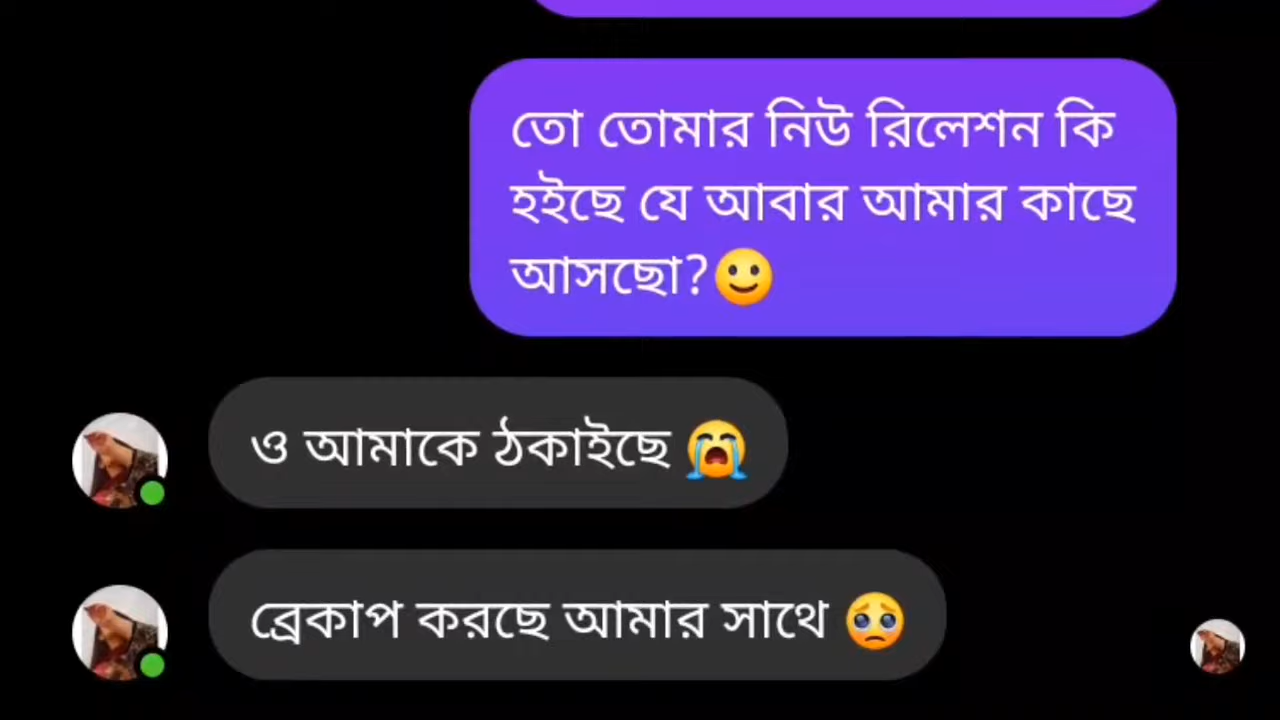 তো তোমার নিউ রিলেশন কি
হইছে যে আবার আমার কাছে
আসছো?🙂
ও আমাকে ঠকাইছে 😭
ব্রেকাপ করছে আমার সাথে 🥺